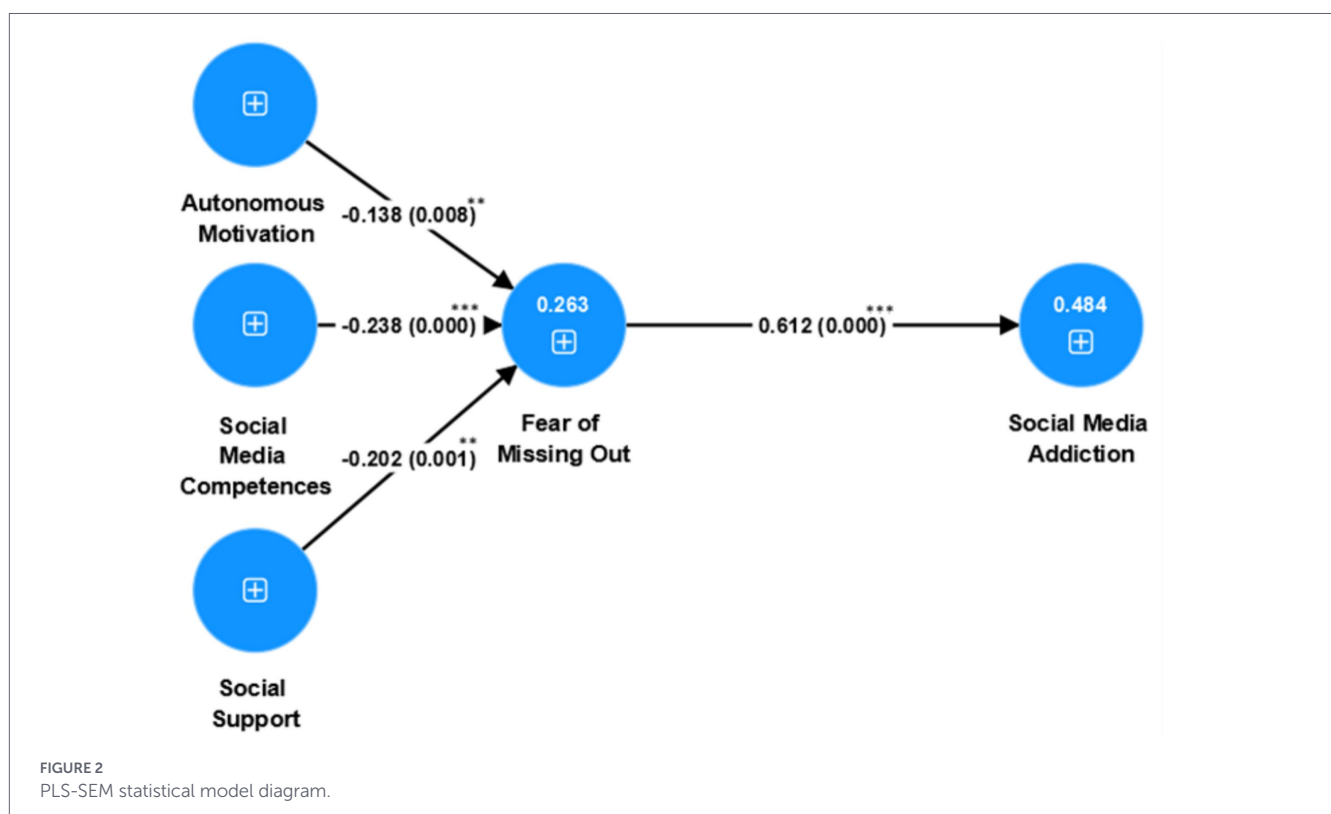 Autonomous
Motivation
-0.138 (0.008)**
Social
Media
Competences
-0.238 (0.000)***
Social
Support
-0.202 (0.001)**
0.263
Fear of
Missing Out
0.612 (0.000)***
0.484
Social Media
Addiction
FIGURE 2
PLS-SEM statistical model diagram.